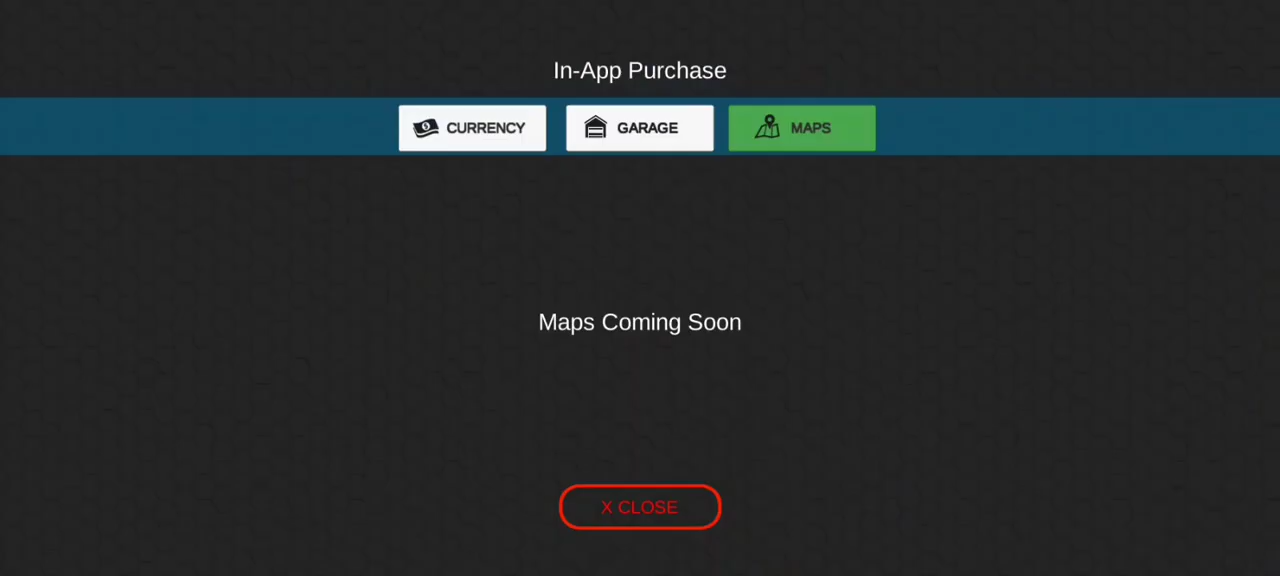 In-App Purchase
CURRENCY
GARAGE
MAPS
Maps Coming Soon
X CLOSE